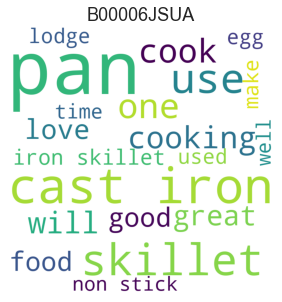 B00006JSUA
lodge
cook
egg
pan
use
make
time
one
love
cooking
well
iron skillet
used
cast iron
will
good
great
food
skillet
non stick